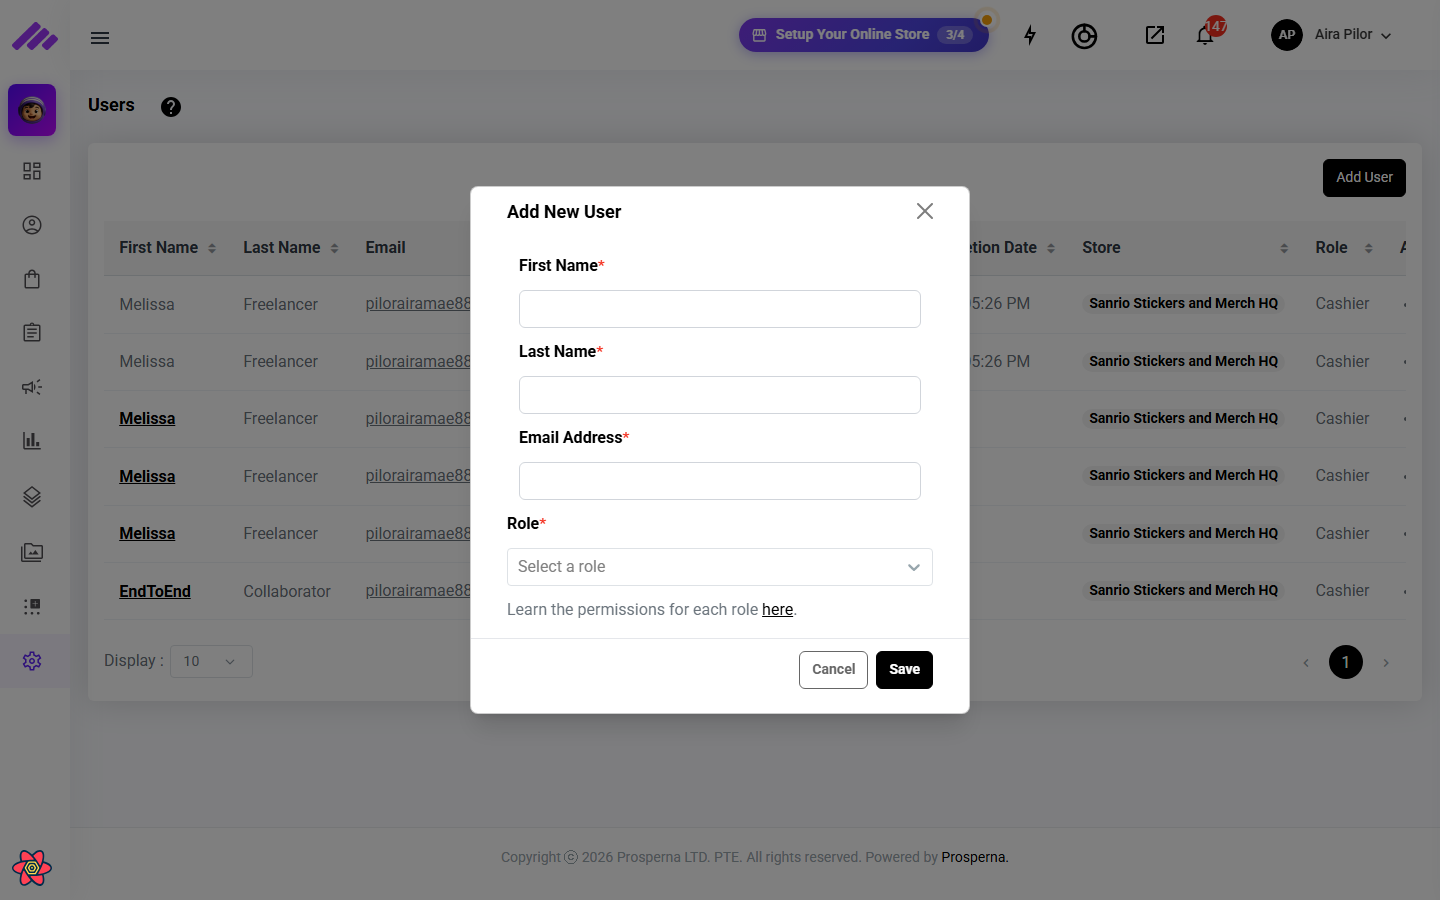 Setup Your Online Store 3/4
147
AP Aira Pilor
Users
Add User
Add New User
First Name Last Name Email etion Date Store Role
First Name*
Melissa Freelancer pilorairamae88 05:26 PM Sanrio Stickers and Merch HQ Cashier
Last Name*
Melissa Freelancer pilorairamae88 05:26 PM Sanrio Stickers and Merch HQ Cashier
Melissa Freelancer pilorairamae88 Sanrio Stickers and Merch HQ Cashier
Email Address*
Melissa Freelancer pilorairamae88 Sanrio Stickers and Merch HQ Cashier
Role*
Melissa Freelancer pilorairamae88 Sanrio Stickers and Merch HQ Cashier
Select a role
EndToEnd Collaborator pilorairamae88 Sanrio Stickers and Merch HQ Cashier
Learn the permissions for each role here.
Display : 10
1
Cancel Save
Copyright © 2026 Prosperna LTD. PTE. All rights reserved. Powered by Prosperna.